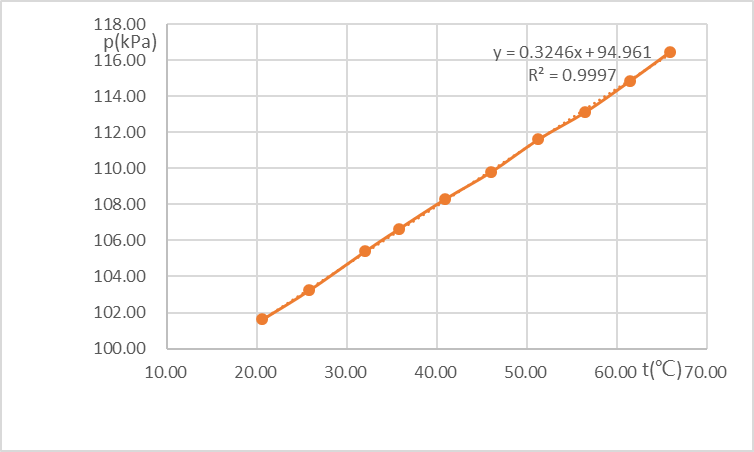 118.00
p(kPa)
116.00
y = 0.3246x + 94.961
R² = 0.9997
114.00
112.00
110.00
108.00
106.00
104.00
102.00
100.00
10.00 20.00 30.00 40.00 50.00 60.00 t(℃) 70.00